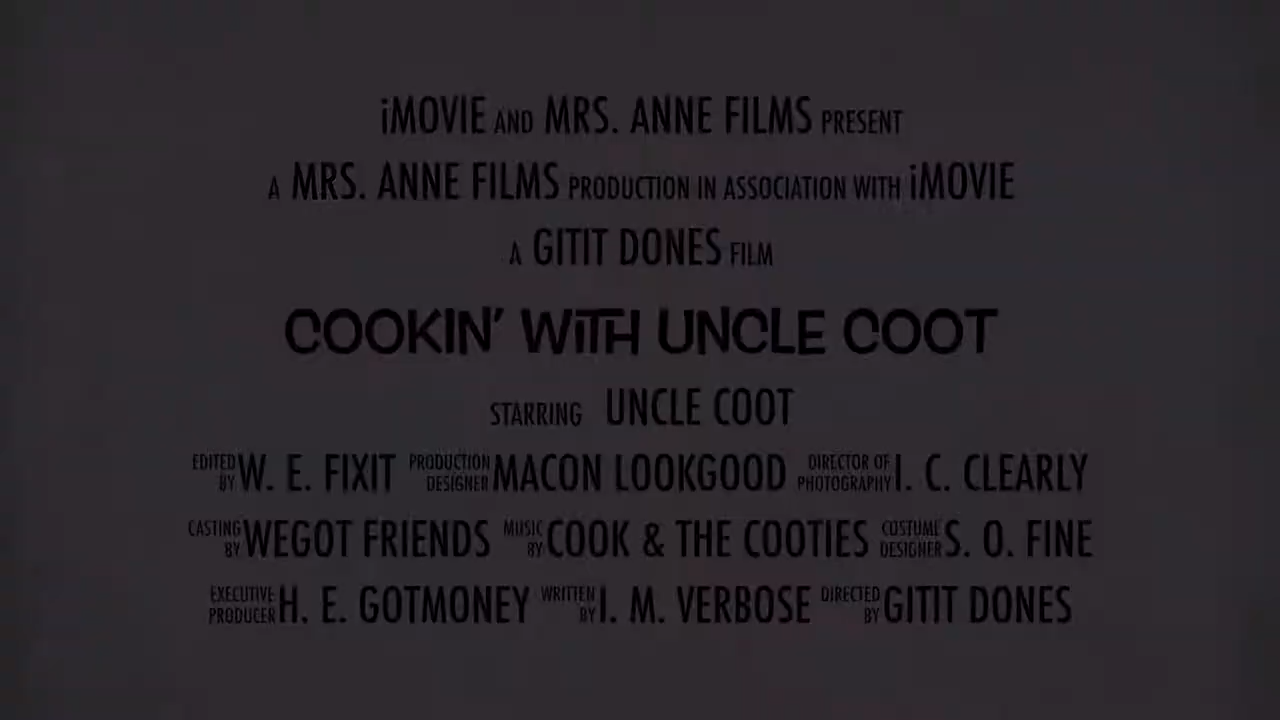 iMOVIE AND MRS. ANNE FILMS PRESENT
A MRS. ANNE FILMS PRODUCTION IN ASSOCIATION WITH iMOVIE
A GITIT DONES FILM
COOKIN' WiTH UNCLE COOT
STARRING UNCLE COOT
EDITED BY W. E. FIXIT PRODUCTION DESIGNER MACON LOOKGOOD DIRECTOR OF PHOTOGRAPHY I. C. CLEARLY
CASTING BY WEGOT FRIENDS MUSIC BY COOK & THE COOTIES COSTUME DESIGNER S. O. FINE
EXECUTIVE PRODUCER H. E. GOTMONEY WRITTEN BY I. M. VERBOSE DIRECTED BY GITIT DONES